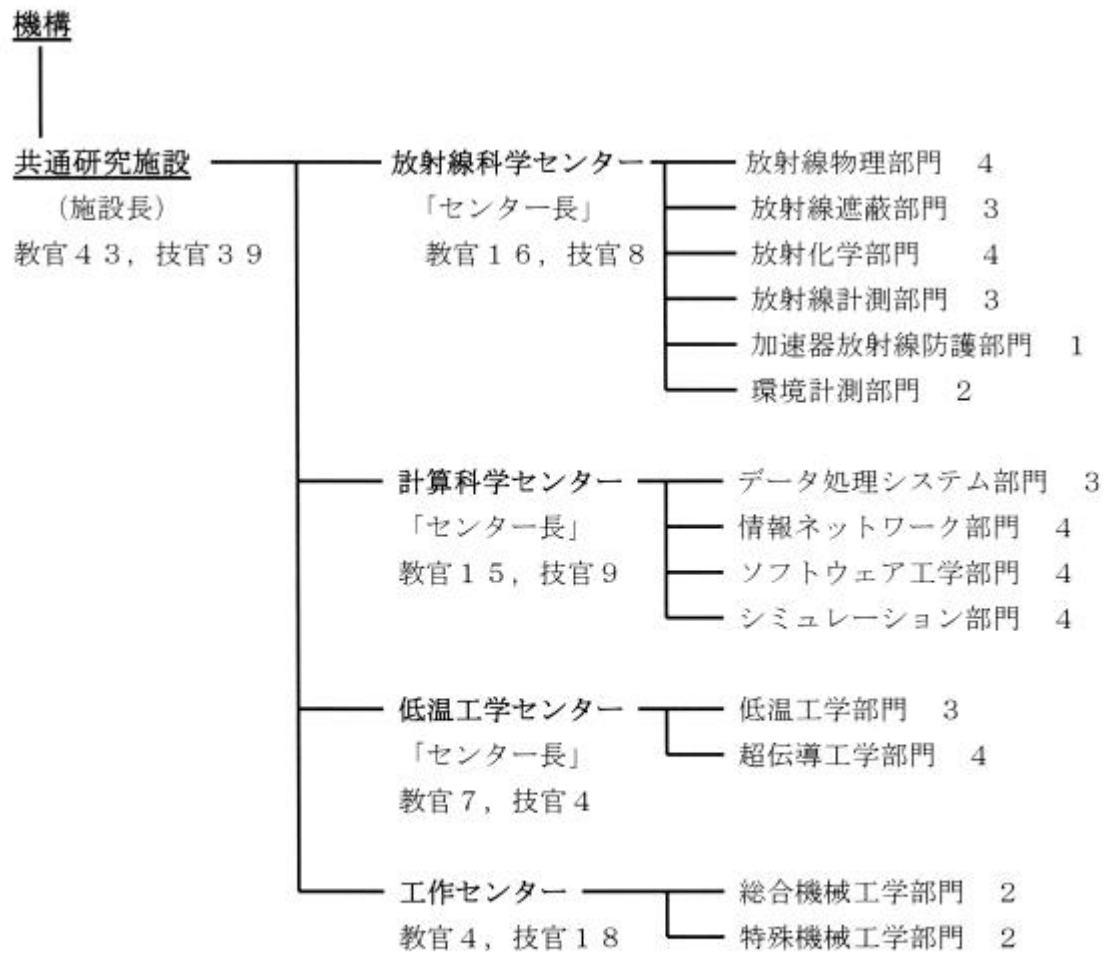 機構
共通研究施設
（施設長）
教官４３，技官３９
放射線科学センター
「センター長」
教官１６，技官８
放射線物理部門　４
放射線遮蔽部門　３
放射化学部門　　４
放射線計測部門　３
加速器放射線防護部門　１
環境計測部門　２
計算科学センター
「センター長」
教官１５，技官９
データ処理システム部門　３
情報ネットワーク部門　４
ソフトウェア工学部門　４
シミュレーション部門　４
低温工学センター
「センター長」
教官７，技官４
低温工学部門　３
超伝導工学部門　４
工作センター
教官４，技官１８
総合機械工学部門　２
特殊機械工学部門　２